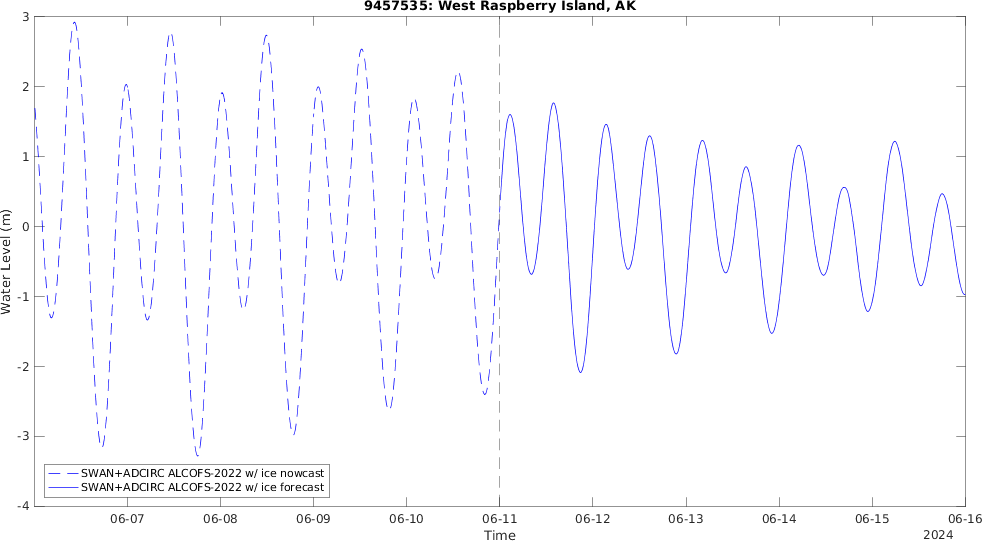 9457535: West Raspberry Island, AK
3
2
1
0
-1
-2
-3
-4
Water Level (m)
SWAN+ADCIRC ALCOFS-2022 w/ ice nowcast
SWAN+ADCIRC ALCOFS-2022 w/ ice forecast
06-07 06-08 06-09 06-10 06-11 06-12 06-13 06-14 06-15 06-16
Time
2024